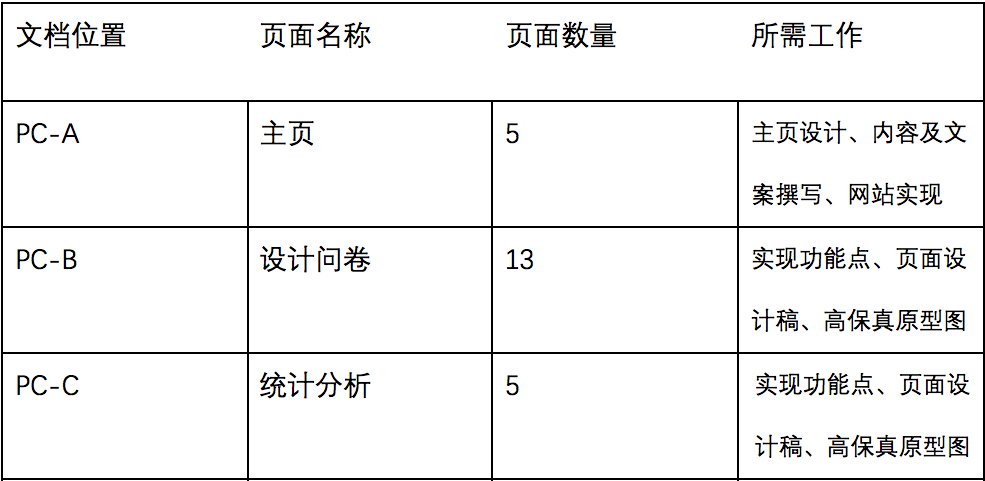 文档位置 页面名称 页面数量 所需工作
PC-A 主页 5 主页设计、内容及文
案撰写、网站实现
PC-B 设计问卷 13 实现功能点、页面设
计稿、高保真原型图
PC-C 统计分析 5 实现功能点、页面设
计稿、高保真原型图